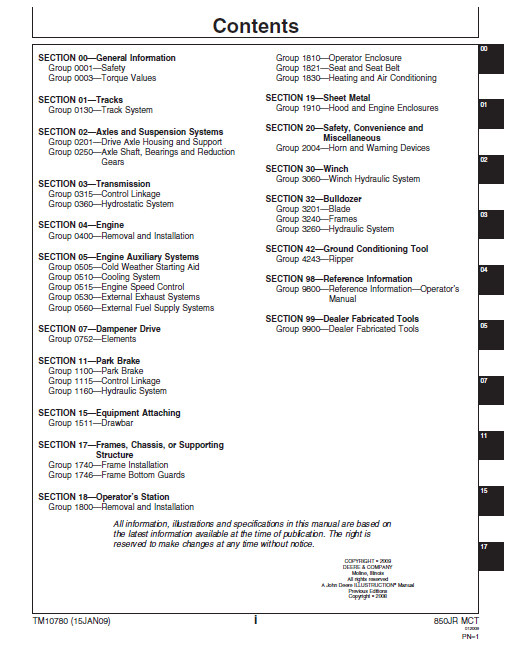 Contents
SECTION 00—General Information
Group 0001—Safety
Group 0003—Torque Values
SECTION 01—Tracks
Group 0130—Track System
SECTION 02—Axles and Suspension Systems
Group 0201—Drive Axle Housing and Support
Group 0250—Axle Shaft, Bearings and Reduction
Gears
SECTION 03—Transmission
Group 0315—Control Linkage
Group 0360—Hydrostatic System
SECTION 04—Engine
Group 0400—Removal and Installation
SECTION 05—Engine Auxiliary Systems
Group 0505—Cold Weather Starting Aid
Group 0510—Cooling System
Group 0515—Engine Speed Control
Group 0530—External Exhaust Systems
Group 0560—External Fuel Supply Systems
SECTION 07—Dampener Drive
Group 0752—Elements
SECTION 11—Park Brake
Group 1100—Park Brake
Group 1115—Control Linkage
Group 1160—Hydraulic System
SECTION 15—Equipment Attaching
Group 1511—Drawbar
SECTION 17—Frames, Chassis, or Supporting
Structure
Group 1740—Frame Installation
Group 1746—Frame Bottom Guards
SECTION 18—Operator's Station
Group 1800—Removal and Installation
Group 1810—Operator Enclosure
Group 1821—Seat and Seat Belt
Group 1830—Heating and Air Conditioning
SECTION 19—Sheet Metal
Group 1910—Hood and Engine Enclosures
SECTION 20—Safety, Convenience and
Miscellaneous
Group 2004—Horn and Warning Devices
SECTION 30—Winch
Group 3060—Winch Hydraulic System
SECTION 32—Bulldozer
Group 3201—Blade
Group 3240—Frames
Group 3260—Hydraulic System
SECTION 42—Ground Conditioning Tool
Group 4243—Ripper
SECTION 98—Reference Information
Group 9800—Reference Information—Operator's
Manual
SECTION 99—Dealer Fabricated Tools
Group 9900—Dealer Fabricated Tools
All information, illustrations and specifications in this manual are based on
the latest information available at the time of publication. The right is
reserved to make changes at any time without notice.
COPYRIGHT • 2009
DEERE & COMPANY
Moline, Illinois
All rights reserved
A John Deere ILLUSTRUCTION® Manual
Previous Editions
Copyright • 2008
00
01
02
03
04
05
07
11
15
17
TM10780 (15JAN09)
i
850JR MCT
PN=1